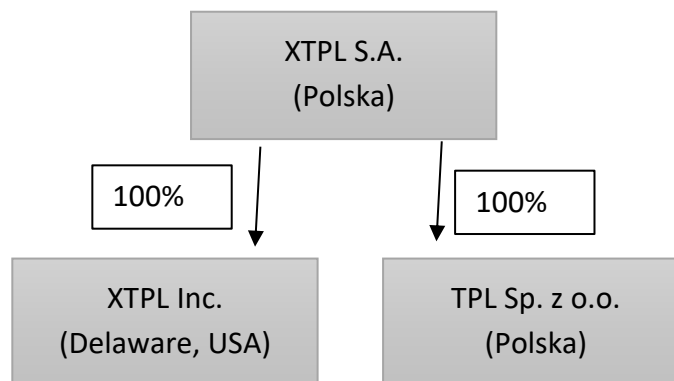 XTPL S.A.
(Polska)
100%
100%
XTPL Inc.
(Delaware, USA)
TPL Sp. z o.o.
(Polska)